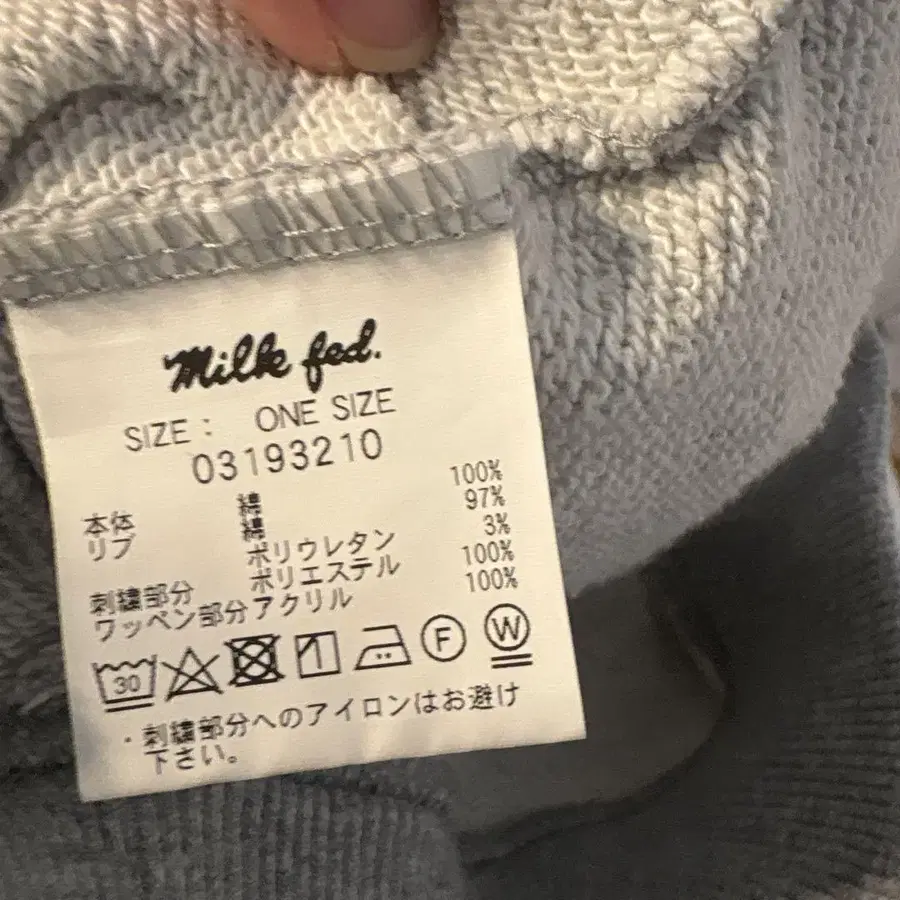 Milk fed.
SIZE : ONE SIZE
03193210
本体 綿 100%
リブ 綿 97%
ポリウレタン 3%
刺繍部分 ポリエステル 100%
ワッペン部分アクリル 100%
30 F W
・刺繍部分へのアイロンはお避け
下さい。